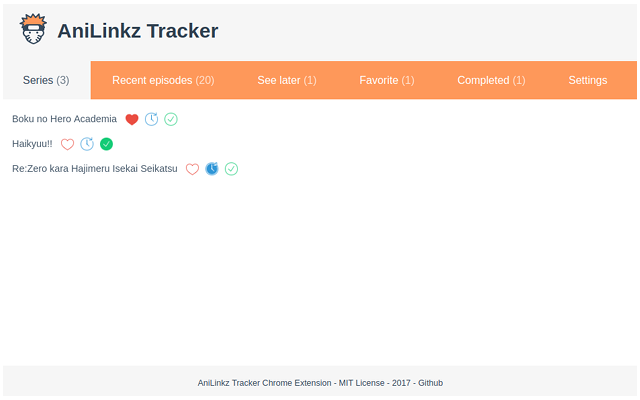 AniLinkz Tracker
Series (3) Recent episodes (20) See later (1) Favorite (1) Completed (1) Settings
Boku no Hero Academia
Haikyuu!!
Re:Zero kara Hajimeru Isekai Seikatsu
AniLinkz Tracker Chrome Extension - MIT License - 2017 - Github